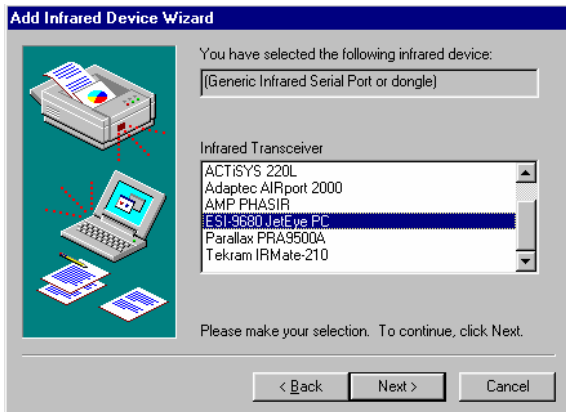 Add Infrared Device Wizard
You have selected the following infrared device:
(Generic Infrared Serial Port or dongle)
Infrared Transceiver
ACTiSYS 220L
Adaptec AIRport 2000
AMP PHASIR
ESI-9680 JetEye PC
Parallax PRA9500A
Tekram IRMate-210
Please make your selection. To continue, click Next.
< Back
Next >
Cancel